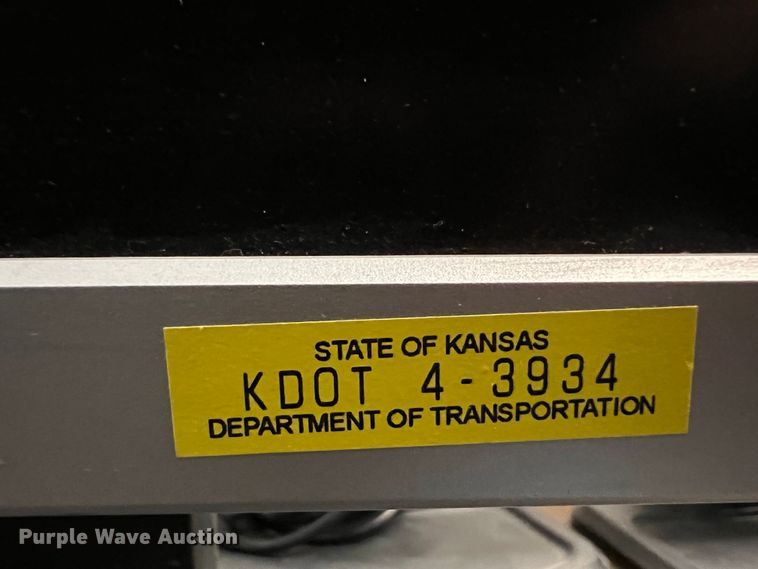 STATE OF KANSAS
KDOT 4-3934
DEPARTMENT OF TRANSPORTATION
Purple Wave Auction